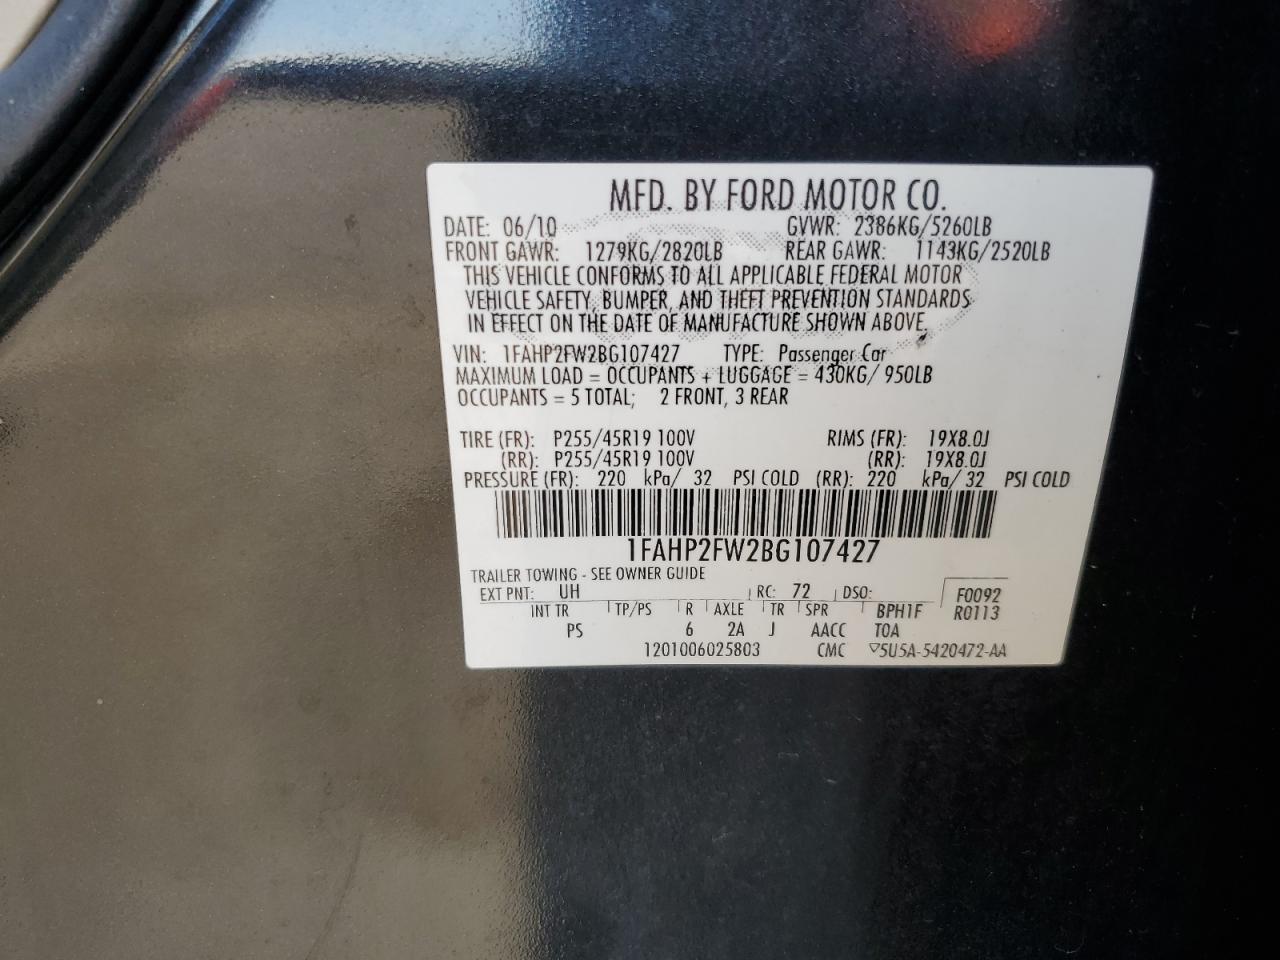 MFD. BY FORD MOTOR CO.
DATE: 06/10 GVWR: 2386KG/5260LB
FRONT GAWR: 1279KG/2820LB REAR GAWR: 1143KG/2520LB
THIS VEHICLE CONFORMS TO ALL APPLICABLE FEDERAL MOTOR
VEHICLE SAFETY, BUMPER, AND THEFT PREVENTION STANDARDS
IN EFFECT ON THE DATE OF MANUFACTURE SHOWN ABOVE.
VIN: 1FAHP2FW2BG107427 TYPE: Passenger Car
MAXIMUM LOAD = OCCUPANTS + LUGGAGE = 430KG/ 950LB
OCCUPANTS = 5 TOTAL; 2 FRONT, 3 REAR
TIRE (FR): P255/45R19 100V RIMS (FR): 19X8.0J
(RR): P255/45R19 100V (RR): 19X8.0J
PRESSURE (FR): 220 kPa/ 32 PSI COLD (RR): 220 kPa/ 32 PSI COLD
1FAHP2FW2BG107427
TRAILER TOWING - SEE OWNER GUIDE
EXT PNT: UH RC: 72 DSO: F0092
INT TR TP/PS R AXLE TR SPR BPH1F R0113
PS 6 2A J AACC TOA
1201006025803 CMC ▽5U5A-5420472-AA